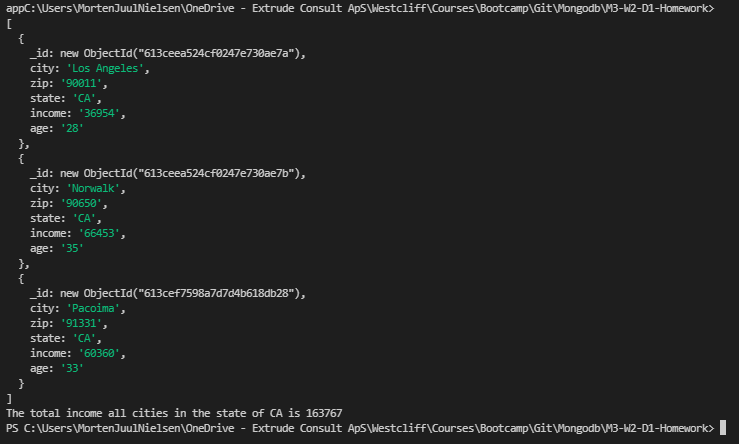 appC:\Users\MortenJuulNielsen\OneDrive - Extrude Consult ApS\Westcliff\Courses\Bootcamp\Git\Mongodb\M3-W2-D1-Homework>
[
  {
    _id: new ObjectId("613ceea524cf0247e730ae7a"),
    city: 'Los Angeles',
    zip: '90011',
    state: 'CA',
    income: '36954',
    age: '28'
  },
  {
    _id: new ObjectId("613ceea524cf0247e730ae7b"),
    city: 'Norwalk',
    zip: '90650',
    state: 'CA',
    income: '66453',
    age: '35'
  },
  {
    _id: new ObjectId("613cef7598a7d7d4b618db28"),
    city: 'Pacoima',
    zip: '91331',
    state: 'CA',
    income: '60360',
    age: '33'
  }
]
The total income all cities in the state of CA is 163767
PS C:\Users\MortenJuulNielsen\OneDrive - Extrude Consult ApS\Westcliff\Courses\Bootcamp\Git\Mongodb\M3-W2-D1-Homework>